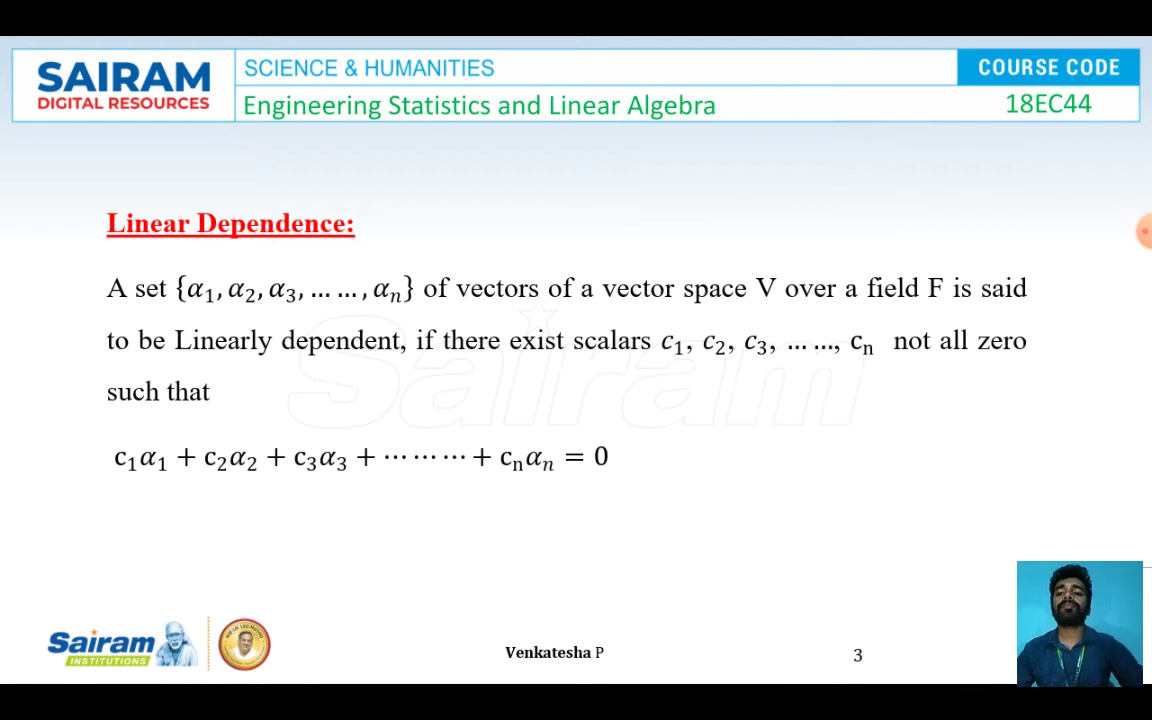 SAIRAM
DIGITAL RESOURCES
SCIENCE & HUMANITIES
COURSE CODE
Engineering Statistics and Linear Algebra
18EC44
Linear Dependence:
A set {α₁, α₂, α₃, … …, αₙ} of vectors of a vector space V over a field F is said
to be Linearly dependent, if there exist scalars c₁, c₂, c₃, … …, cₙ not all zero
such that
c₁α₁ + c₂α₂ + c₃α₃ + ⋯ ⋯ ⋯ + cₙαₙ = 0
Sairam
Sairam
INSTITUTIONS
Venkatesha P
3